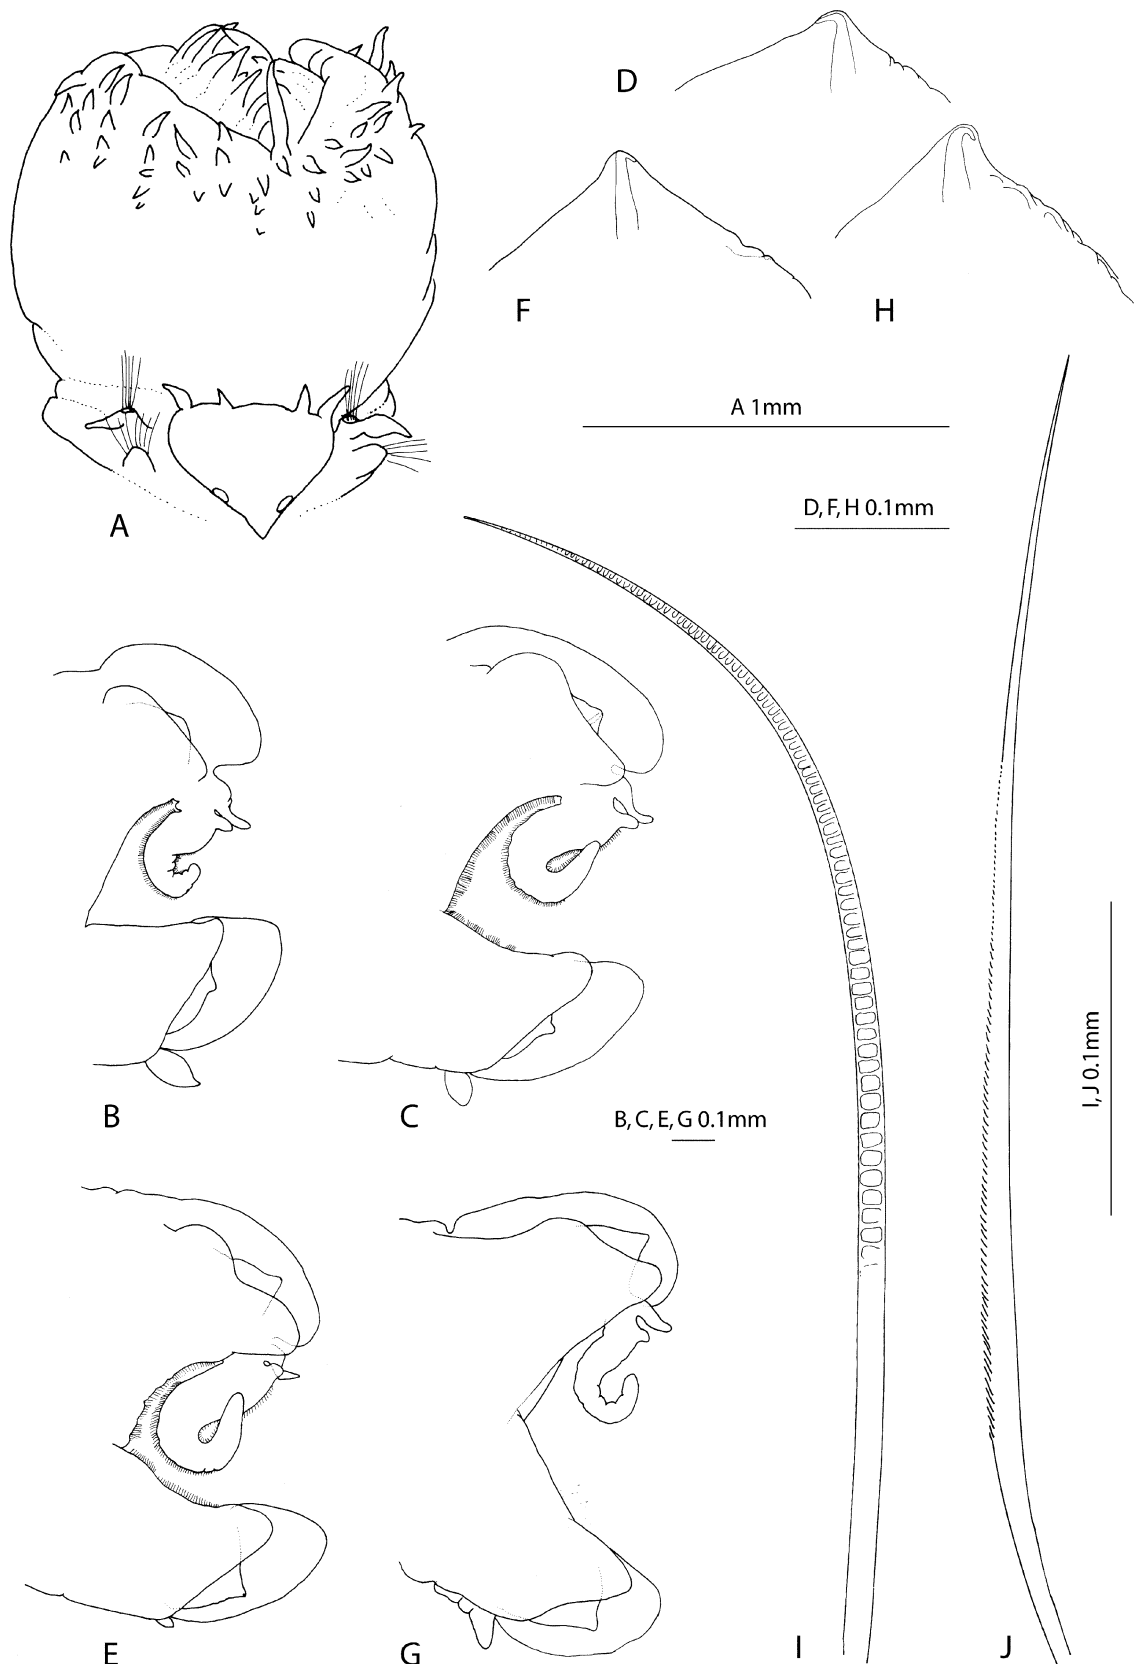 D
F
H
A 1mm
D, F, H 0.1mm
A
B
C
B, C, E, G 0.1mm
I, J 0.1mm
E
G
I
J